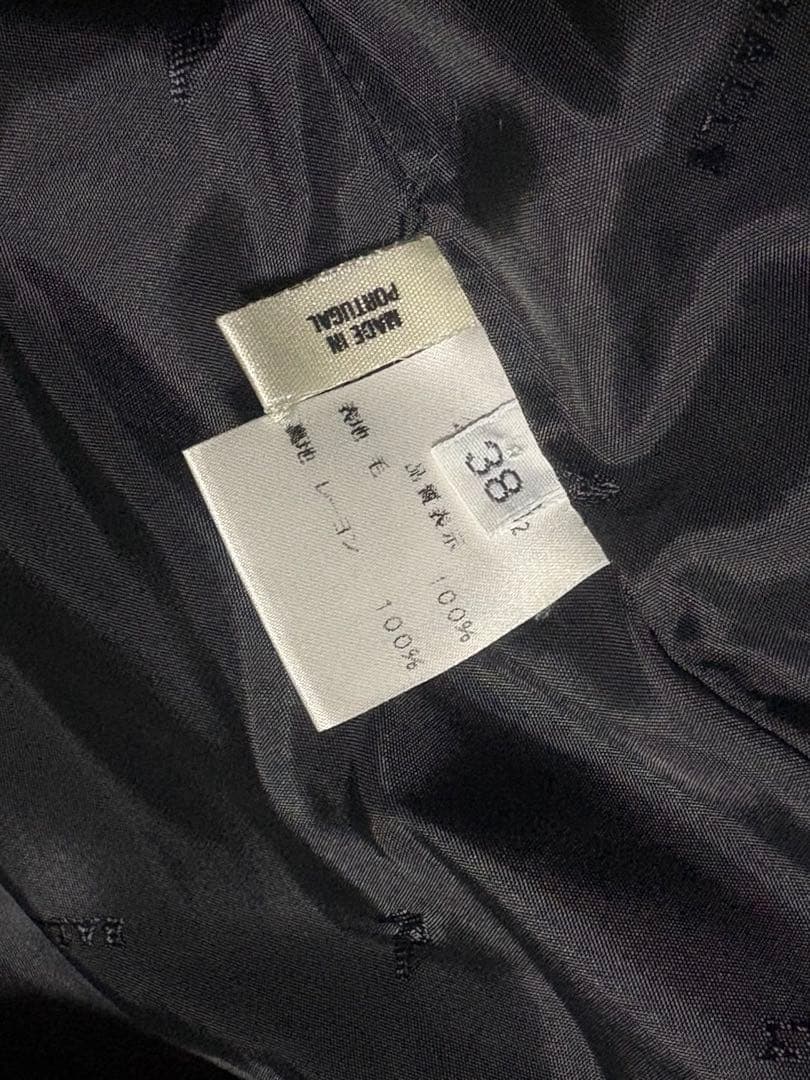 MADE IN
PORTUGAL
38
品質表示
表地 毛 100%
裏地 レーヨン 100%